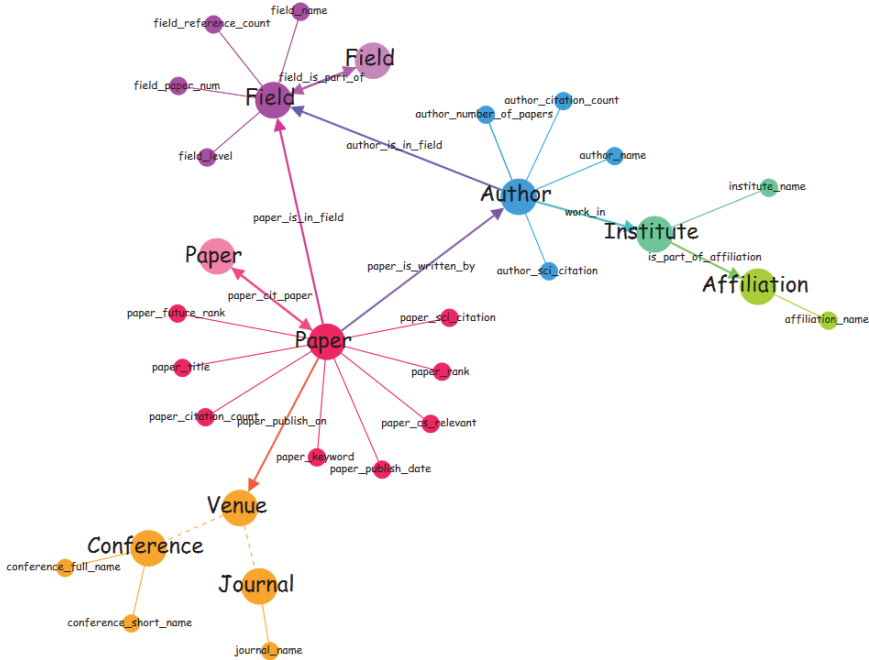 field_name
field_reference_count
Field
field_is_part_of
field_paper_num
Field
author_citation_count
author_number_of_papers
author_is_in_field
field_level
author_name
institute_name
Author
work_in
paper_is_in_field
Institute
Paper
is_part_of_affiliation
paper_is_written_by
author_sci_citation
Affiliation
paper_cit_paper
paper_future_rank
paper_sci_citation
affiliation_name
Paper
paper_title
paper_rank
paper_citation_count
paper_publish_on
paper_cs_relevant
paper_keyword
paper_publish_date
Venue
Conference
conference_full_name
Journal
conference_short_name
journal_name